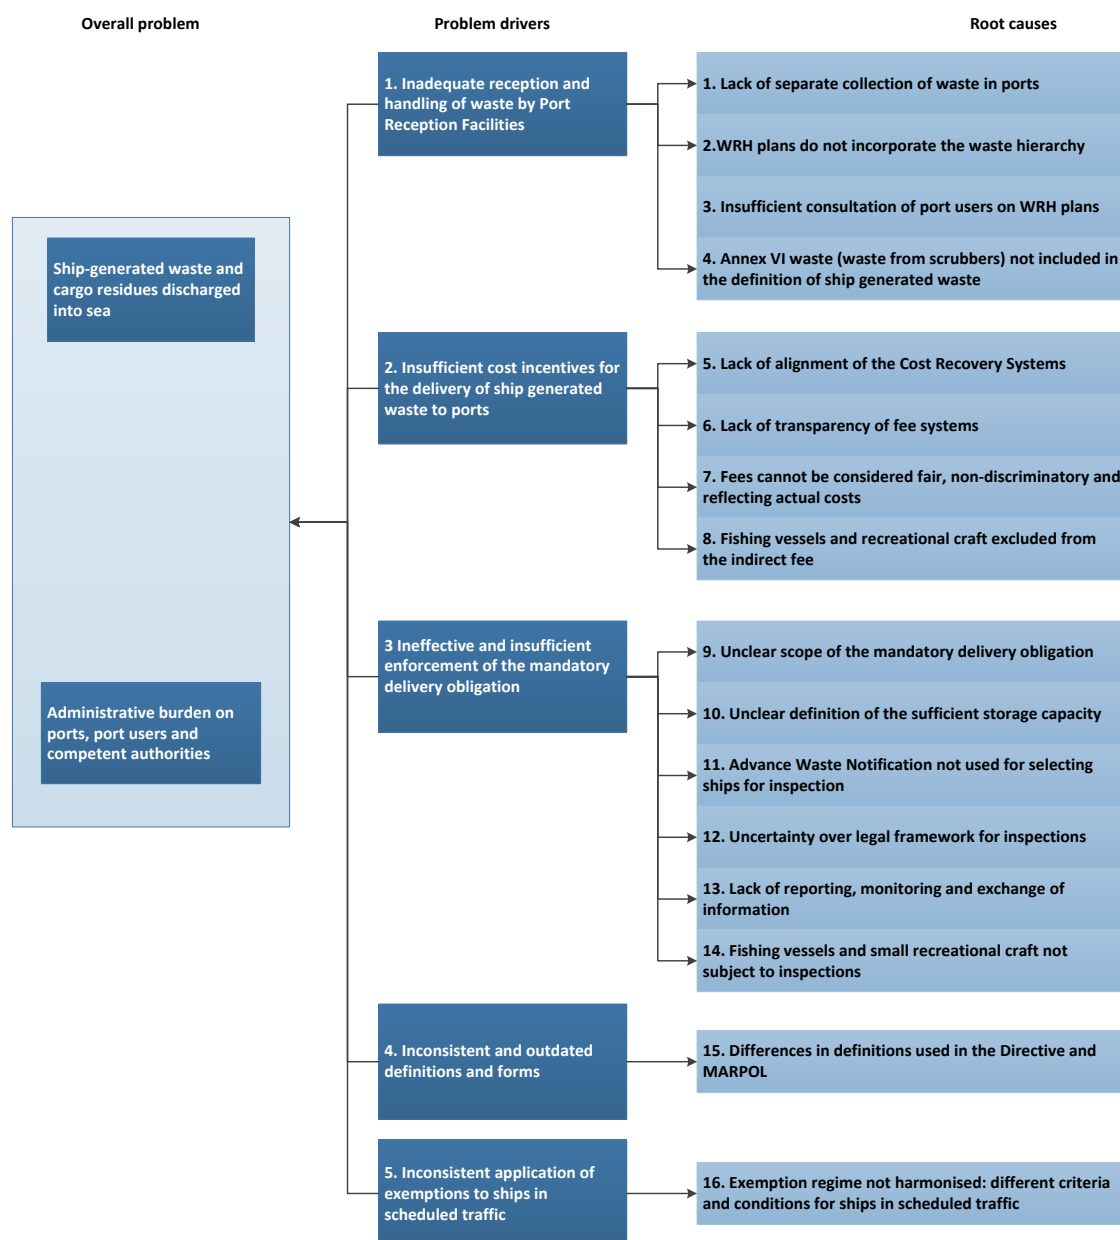 Overall problem
Problem drivers
Root causes
Ship-generated waste and
cargo residues discharged
into sea
Administrative burden on
ports, port users and
competent authorities
1. Inadequate reception and
handling of waste by Port
Reception Facilities
1. Lack of separate collection of waste in ports
2.WRH plans do not incorporate the waste hierarchy
3. Insufficient consultation of port users on WRH plans
4. Annex VI waste (waste from scrubbers) not included in
the definition of ship generated waste
2. Insufficient cost incentives for
the delivery of ship generated
waste to ports
5. Lack of alignment of the Cost Recovery Systems
6. Lack of transparency of fee systems
7. Fees cannot be considered fair, non-discriminatory and
reflecting actual costs
8. Fishing vessels and recreational craft excluded from
the indirect fee
3 Ineffective and insufficient
enforcement of the mandatory
delivery obligation
9. Unclear scope of the mandatory delivery obligation
10. Unclear definition of the sufficient storage capacity
11. Advance Waste Notification not used for selecting
ships for inspection
12. Uncertainty over legal framework for inspections
13. Lack of reporting, monitoring and exchange of
information
14. Fishing vessels and small recreational craft not
subject to inspections
4. Inconsistent and outdated
definitions and forms
15. Differences in definitions used in the Directive and
MARPOL
5. Inconsistent application of
exemptions to ships in
scheduled traffic
16. Exemption regime not harmonised: different criteria
and conditions for ships in scheduled traffic